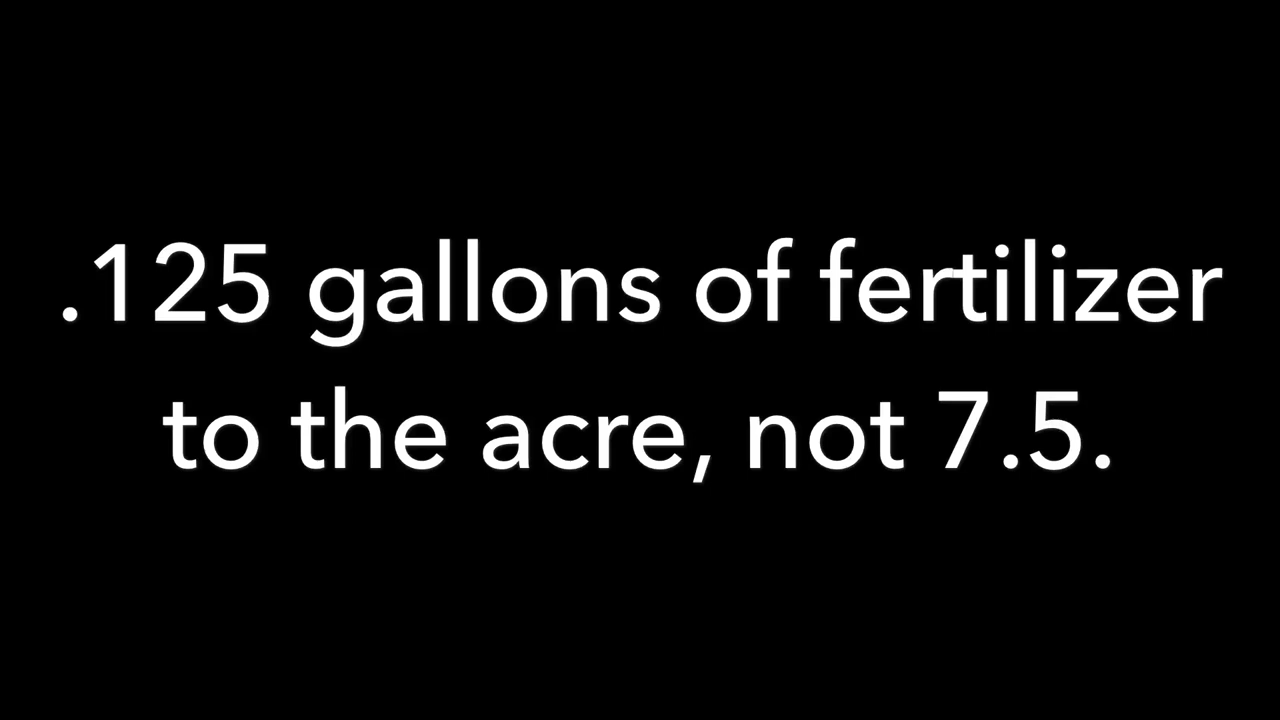 .125 gallons of fertilizer
to the acre, not 7.5.